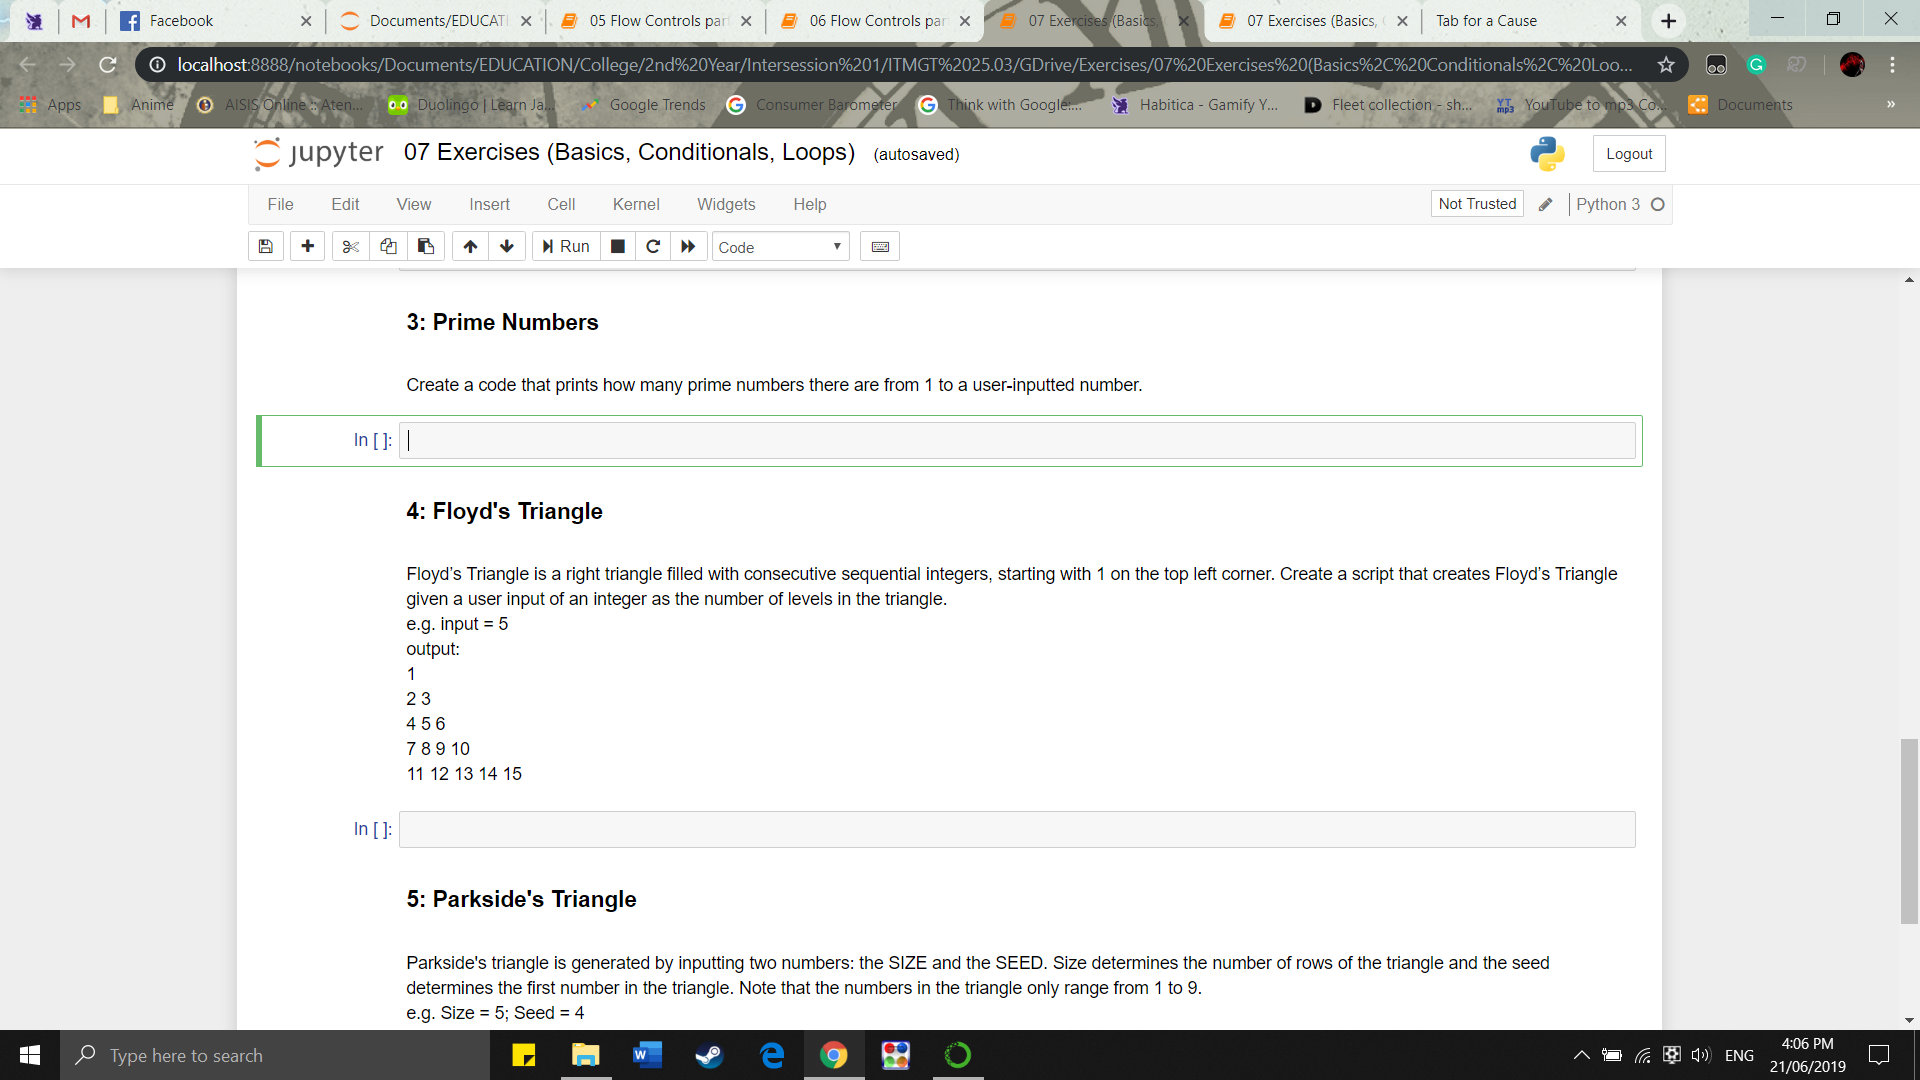 Facebook
Documents/EDUCATI
05 Flow Controls par
06 Flow Controls par
07 Exercises (Basics,
07 Exercises (Basics, 
Tab for a Cause
localhost:8888/notebooks/Documents/EDUCATION/College/2nd%20Year/Intersession%201/ITMGT%2025.03/GDrive/Exercises/07%20Exercises%20(Basics%2C%20Conditionals%2C%20Loo...
Apps
Anime
AISIS Online :: Aten...
Duolingo | Learn Ja...
Google Trends
Consumer Barometer
Think with Google:...
Habitica - Gamify Y...
Fleet collection - sh...
YouTube to mp3 Co...
Documents
»
jupyter 07 Exercises (Basics, Conditionals, Loops) (autosaved)
Logout
File Edit View Insert Cell Kernel Widgets Help
Not Trusted
Python 3
Run
Code
3: Prime Numbers
Create a code that prints how many prime numbers there are from 1 to a user-inputted number.
In [ ]:
4: Floyd's Triangle
Floyd’s Triangle is a right triangle filled with consecutive sequential integers, starting with 1 on the top left corner. Create a script that creates Floyd’s Triangle
given a user input of an integer as the number of levels in the triangle.
e.g. input = 5
output:
1
2 3
4 5 6
7 8 9 10
11 12 13 14 15
In [ ]:
5: Parkside's Triangle
Parkside's triangle is generated by inputting two numbers: the SIZE and the SEED. Size determines the number of rows of the triangle and the seed
determines the first number in the triangle. Note that the numbers in the triangle only range from 1 to 9.
e.g. Size = 5; Seed = 4
Type here to search
ENG
4:06 PM
21/06/2019